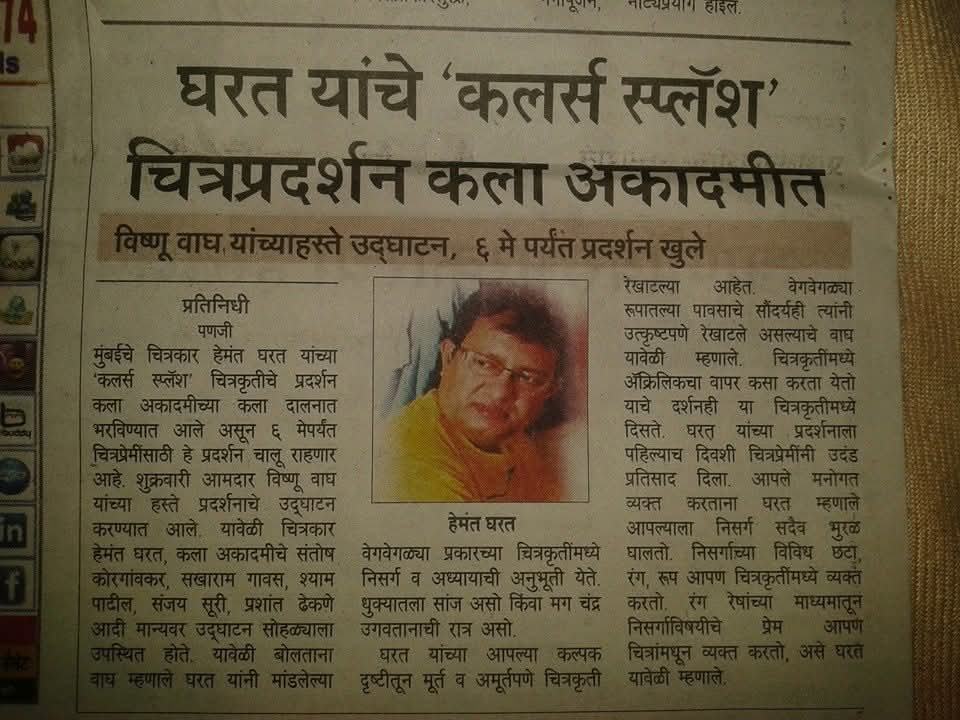 नाट्यप्रयोग होईल.
74
ds
घरत यांचे ‘कलर्स स्प्लॅश’
चित्रप्रदर्शन कला अकादमीत
विष्णू वाघ यांच्याहस्ते उद्घाटन, ६ मे पर्यंत प्रदर्शन खुले
प्रतिनिधी
पणजी
मुंबईचे चित्रकार हेमंत घरत यांच्या
‘कलर्स स्प्लॅश’ चित्रकृतीचे प्रदर्शन
कला अकादमीच्या कला दालनात
भरविण्यात आले असून ६ मेपर्यंत
चित्रप्रेमींसाठी हे प्रदर्शन चालू राहणार
आहे. शुक्रवारी आमदार विष्णू वाघ
यांच्या हस्ते प्रदर्शनाचे उद्घाटन
करण्यात आले. यावेळी चित्रकार
हेमंत घरत, कला अकादमीचे संतोष
कोरगांवकर, सखाराम गावस, श्याम
पाटील, संजय सूरी, प्रशांत ढेकणे
आदी मान्यवर उद्घाटन सोहळ्याला
उपस्थित होते. यावेळी बोलताना
वाघ म्हणाले घरत यांनी मांडलेल्या
हेमंत घरत
वेगवेगळ्या प्रकारच्या चित्रकृतींमध्ये
निसर्ग व अध्यायाची अनुभूती येते.
धुक्यातला सांज असो किंवा मग चंद्र
उगवतानाची रात्र असो.
घरत यांच्या आपल्या कल्पक
दृष्टीतून मूर्त व अमूर्तपणे चित्रकृती
रेखाटल्या आहेत. वेगवेगळ्या
रूपातल्या पावसाचे सौंदर्यही त्यांनी
उत्कृष्टपणे रेखाटले असल्याचे वाघ
यावेळी म्हणाले. चित्रकृतींमध्ये
ॲक्रिलिकचा वापर कसा करता येतो
याचे दर्शनही या चित्रकृतीमध्ये
दिसते. घरत यांच्या प्रदर्शनाला
पहिल्याच दिवशी चित्रप्रेमींनी उदंड
प्रतिसाद दिला. आपले मनोगत
व्यक्त करताना घरत म्हणाले
आपल्याला निसर्ग सदैव भुरळ
घालतो. निसर्गाच्या विविध छटा,
रंग, रूप आपण चित्रकृतींमध्ये व्यक्त
करतो. रंग रेषांच्या माध्यमातून
निसर्गाविषयीचे प्रेम आपण
चित्रांमधून व्यक्त करतो, असे घरत
यावेळी म्हणाले.